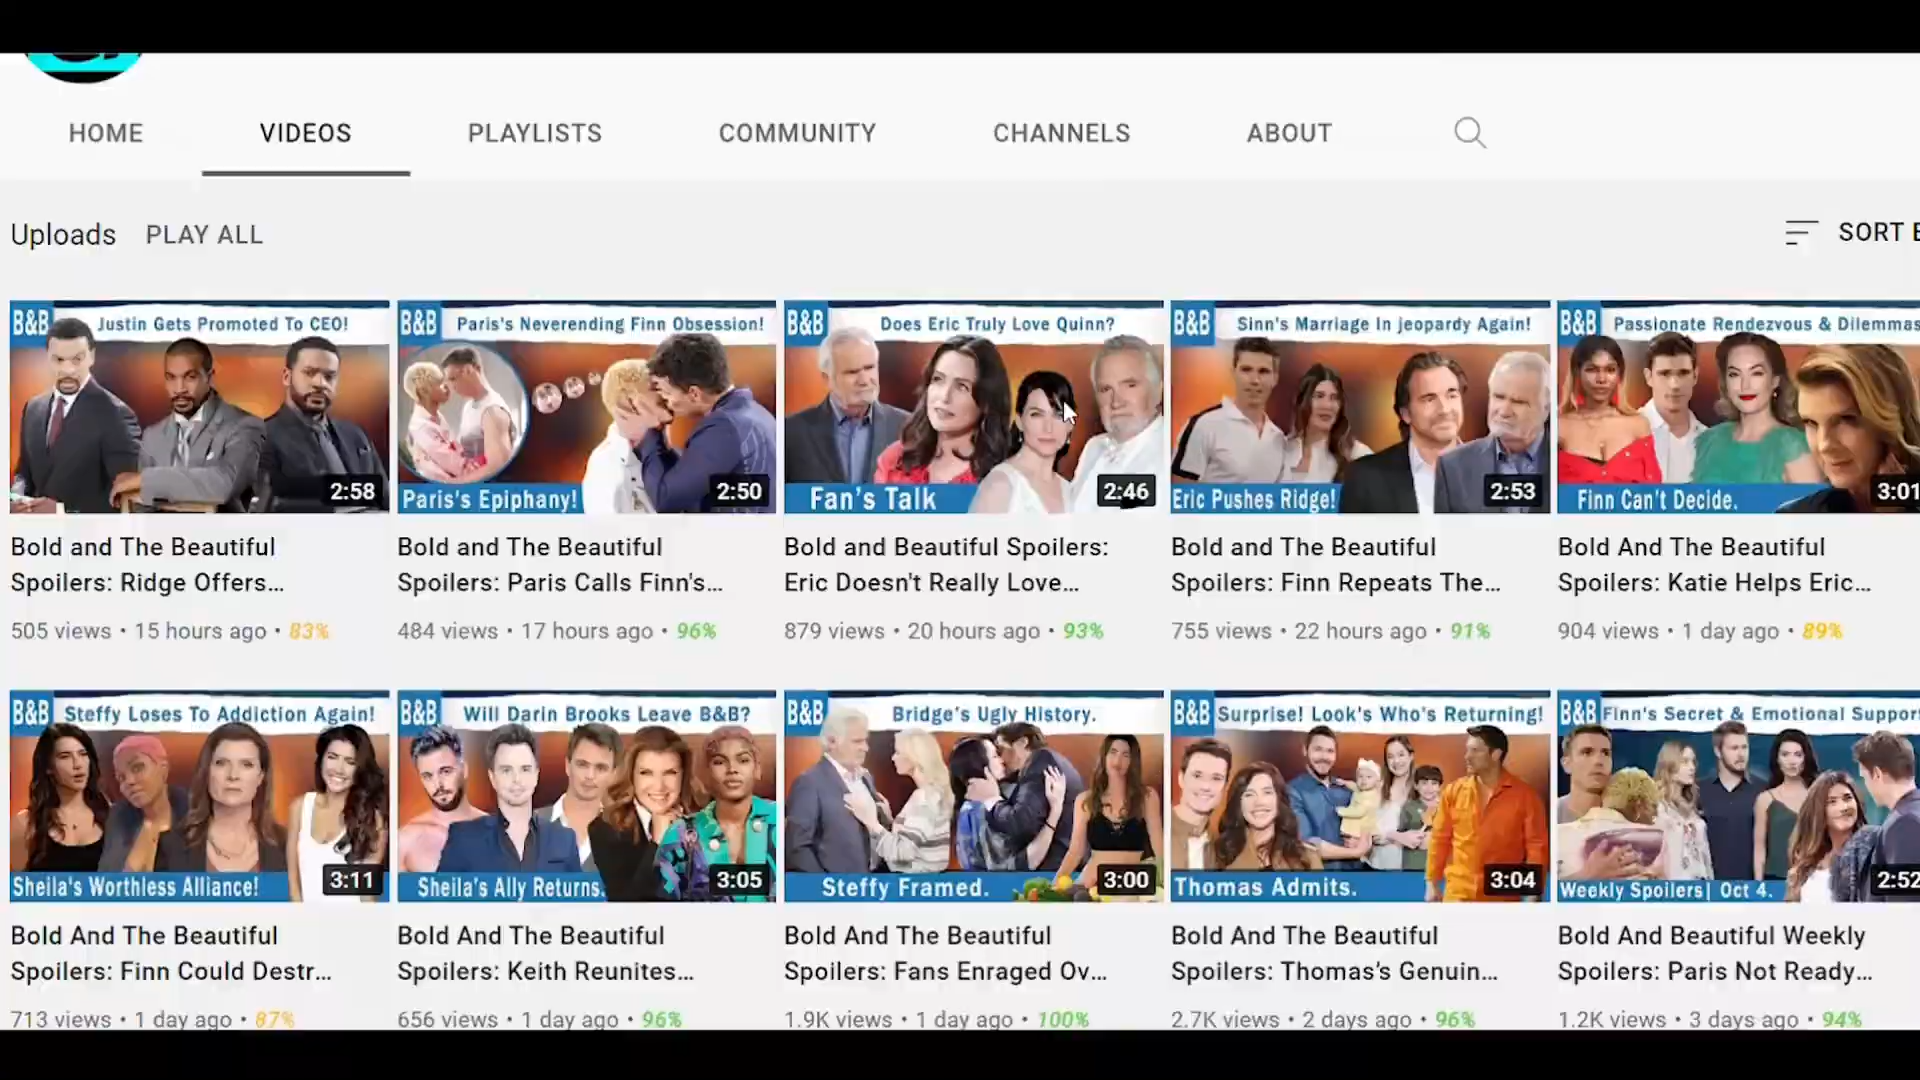 HOME VIDEOS PLAYLISTS COMMUNITY CHANNELS ABOUT
Uploads PLAY ALL
SORT
B&B Justin Gets Promoted To CEO!
2:58
Bold and The Beautiful
Spoilers: Ridge Offers...
505 views • 15 hours ago • 83%
B&B Paris's Neverending Finn Obsession!
Paris's Epiphany!
2:50
Bold and The Beautiful
Spoilers: Paris Calls Finn's...
484 views • 17 hours ago • 96%
B&B Does Eric Truly Love Quinn?
Fan's Talk
2:46
Bold and Beautiful Spoilers:
Eric Doesn't Really Love...
879 views • 20 hours ago • 93%
B&B Sinn's Marriage In jeopardy Again!
Eric Pushes Ridge!
2:53
Bold and The Beautiful
Spoilers: Finn Repeats The...
755 views • 22 hours ago • 91%
B&B Passionate Rendezvous & Dilemmas
Finn Can't Decide.
3:01
Bold And The Beautiful
Spoilers: Katie Helps Eric...
904 views • 1 day ago • 89%
B&B Steffy Loses To Addiction Again!
Sheila's Worthless Alliance!
3:11
Bold And The Beautiful
Spoilers: Finn Could Destr...
713 views • 1 day ago • 87%
B&B Will Darin Brooks Leave B&B?
Sheila's Ally Returns.
3:05
Bold And The Beautiful
Spoilers: Keith Reunites...
656 views • 1 day ago • 96%
B&B Bridge's Ugly History.
Steffy Framed.
3:00
Bold And The Beautiful
Spoilers: Fans Enraged Ov...
1.9K views • 1 day ago • 100%
B&B Surprise! Look's Who's Returning!
Thomas Admits.
3:04
Bold And The Beautiful
Spoilers: Thomas's Genuin...
2.7K views • 2 days ago • 96%
B&B Finn's Secret & Emotional Support
Weekly Spoilers| Oct 4.
2:52
Bold And Beautiful Weekly
Spoilers: Paris Not Ready...
1.2K views • 3 days ago • 94%